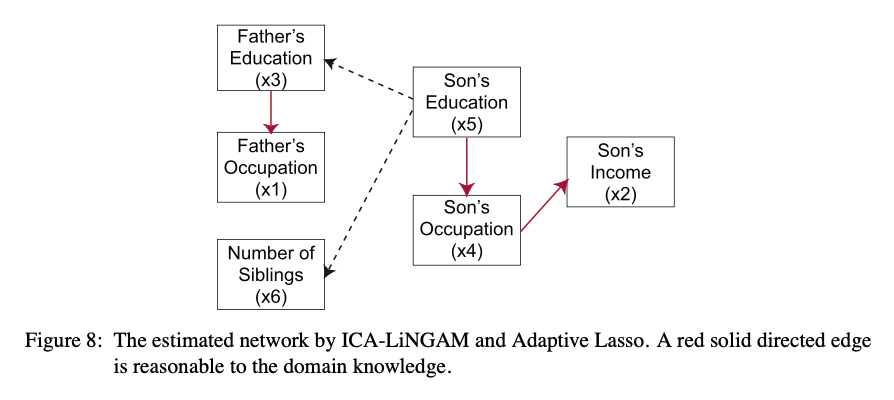 Father's
Education
(x3)
Son's
Education
(x5)
Father's
Occupation
(x1)
Son's
Income
(x2)
Son's
Occupation
(x4)
Number of
Siblings
(x6)
Figure 8: The estimated network by ICA-LiNGAM and Adaptive Lasso. A red solid directed edge
is reasonable to the domain knowledge.